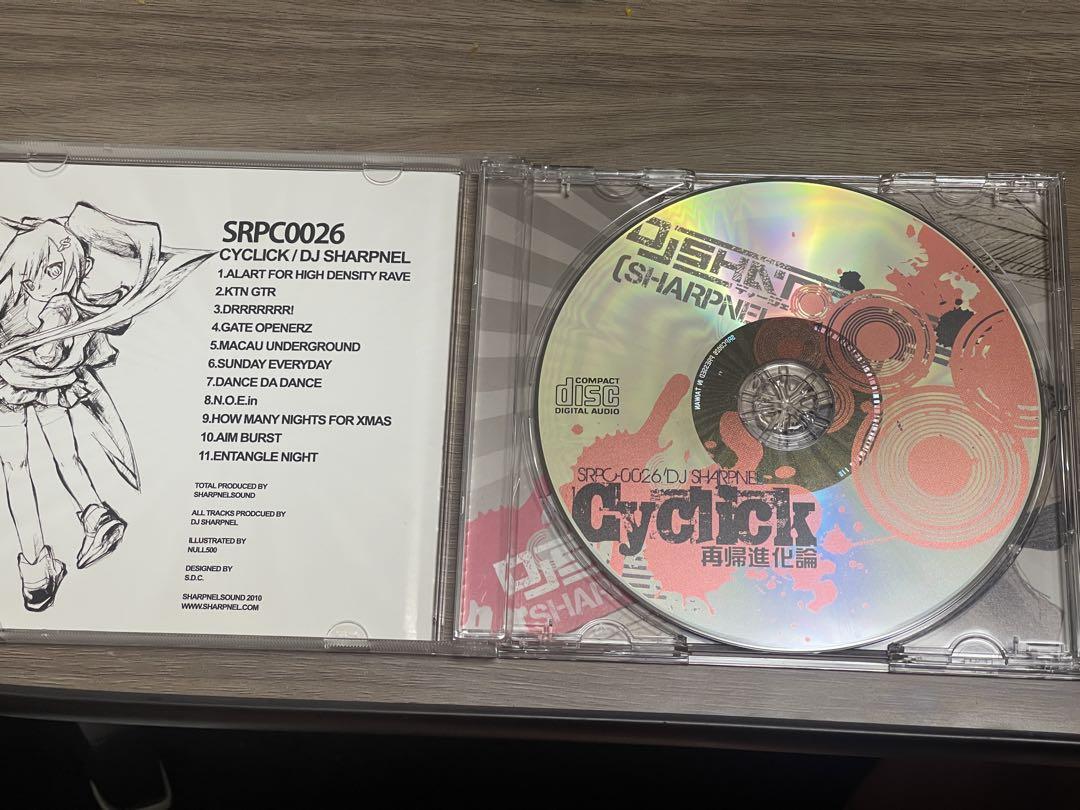 SRPC0026
CYCLICK / DJ SHARPNEL
1.ALART FOR HIGH DENSITY RAVE
2.KTN GTR
3.DRRRRRRR!
4.GATE OPENERZ
5.MACAU UNDERGROUND
6.SUNDAY EVERYDAY
7.DANCE DA DANCE
8.N.O.E.in
9.HOW MANY NIGHTS FOR XMAS
10.AIM BURST
11.ENTANGLE NIGHT
TOTAL PRODUCED BY
SHARPNELSOUND
ALL TRACKS PRODCUED BY
DJ SHARPNEL
ILLUSTRATED BY
NULL500
DESIGNED BY
S.D.C.
SHARPNELSOUND 2010
WWW.SHARPNEL.COM
(SHARPNEL
COMPACT
disc
DIGITAL AUDIO
PRESSED IN TAIWAN
SRPC-0026/DJ SHARPNEL
Cyclick
再帰進化論